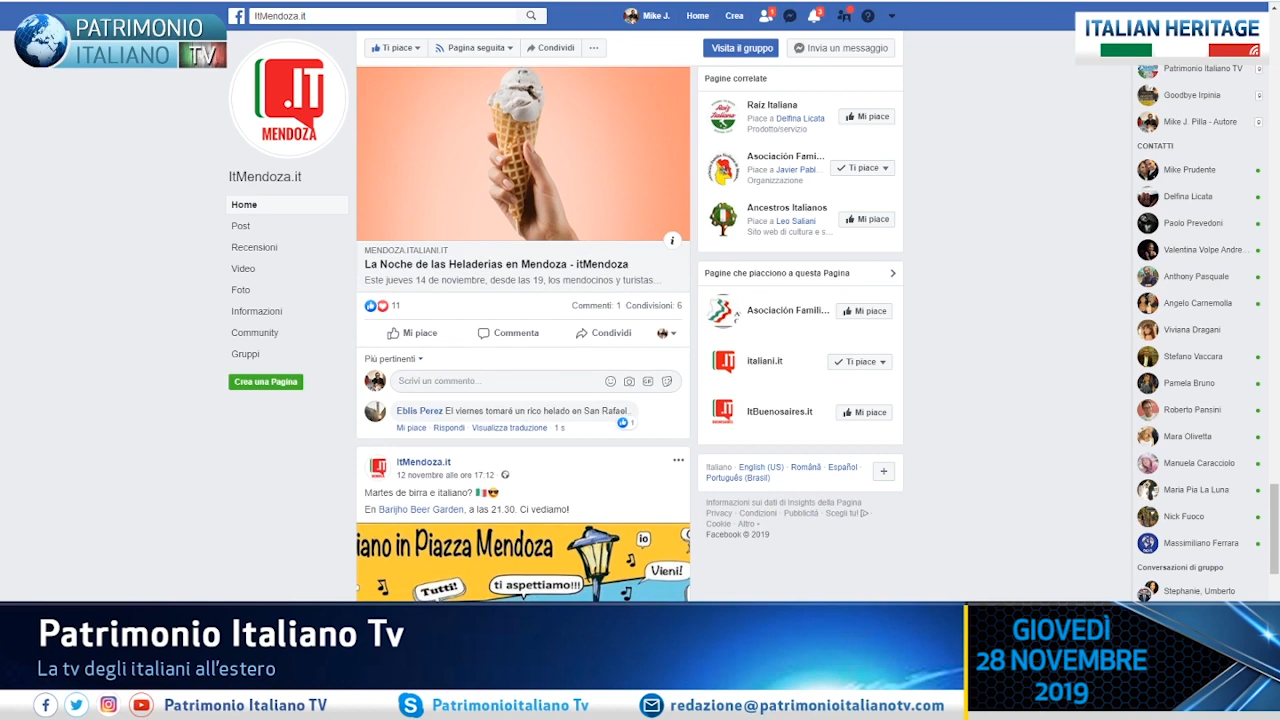 PATRIMONIO
ITALIANO TV
ItMendoza.it
Mike J.
Home
Crea
1
3
ITALIAN HERITAGE
.IT
MENDOZA
ItMendoza.it
Home
Post
Recensioni
Video
Foto
Informazioni
Community
Gruppi
Crea una Pagina
Ti piace
Pagina seguita
Condividi
Visita il gruppo
Invia un messaggio
MENDOZA.ITALIANI.IT
La Noche de las Heladerias en Mendoza - itMendoza
Este jueves 14 de noviembre, desde las 19, los mendocinos y turistas...
11
Commenti: 1 Condivisioni: 6
Mi piace
Commenta
Condividi
Più pertinenti
Scrivi un commento...
GIF
Eblis Perez El viernes tomaré un rico helado en San Rafael..
1
Mi piace · Rispondi · Visualizza traduzione · 1 s
.IT
ItMendoza.it
12 novembre alle ore 17:12
Martes de birra e italiano?
En Barijho Beer Garden, a las 21.30. Ci vediamo!
iano in Piazza Mendoza
io
Vieni!
Tutti!
ti aspettiamo!!!
Pagine correlate
Raíz Italiana
Piace a Delfina Licata
Prodotto/servizio
Mi piace
Asociación Fami...
Piace a Javier Pabl...
Organizzazione
Ti piace
Ancestros Italianos
Piace a Leo Saliani
Sito web di cultura e s...
Mi piace
Pagine che piacciono a questa Pagina
Asociación Famili...
Mi piace
.IT
italiani.it
Ti piace
.IT
ItBuenosaires.it
Mi piace
Italiano · English (US) · Română · Español ·
Português (Brasil)
Informazioni sui dati di Insights della Pagina
Privacy · Condizioni · Pubblicità · Scegli tu! ·
Cookie · Altro
Facebook © 2019
Patrimonio Italiano TV
Goodbye Irpinia
Mike J. Pilla - Autore
CONTATTI
Mike Prudente
Delfina Licata
Paolo Prevedoni
Valentina Volpe Andre...
Anthony Pasquale
Angelo Carnemolla
Viviana Dragani
Stefano Vaccara
Pamela Bruno
Roberto Pansini
Mara Olivetta
Manuela Caracciolo
Maria Pia La Luna
Nick Fuoco
Massimiliano Ferrara
Conversazioni di gruppo
Stephanie, Umberto
Patrimonio Italiano Tv
La tv degli italiani all'estero
GIOVEDÌ
28 NOVEMBRE
2019
Patrimonio Italiano TV
Patrimonioitaliano Tv
redazione@patrimonioitalianotv.com